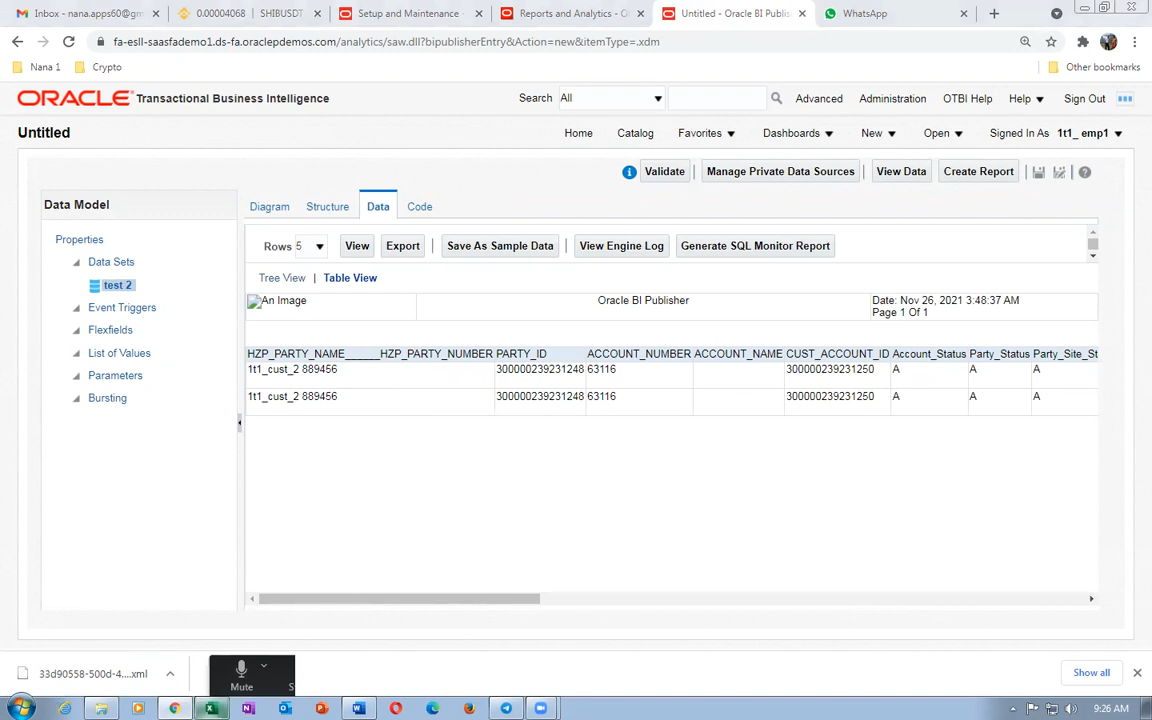 Inbox - nana.apps60@gm
0.00004068 | SHIBUSDT
Setup and Maintenance -
Reports and Analytics - O
Untitled - Oracle BI Publis
WhatsApp
fa-esll-saasfademo1.ds-fa.oraclepdemos.com/analytics/saw.dll?bipublisherEntry&Action=new&itemType=.xdm
Nana 1
Crypto
Other bookmarks
ORACLE Transactional Business Intelligence
Search All
Advanced
Administration
OTBI Help
Help
Sign Out
Untitled
Home
Catalog
Favorites
Dashboards
New
Open
Signed In As 1t1_ emp1
Validate
Manage Private Data Sources
View Data
Create Report
Data Model
Diagram
Structure
Data
Code
Properties
Data Sets
test 2
Event Triggers
Flexfields
List of Values
Parameters
Bursting
Rows 5
View
Export
Save As Sample Data
View Engine Log
Generate SQL Monitor Report
Tree View | Table View
An Image
Oracle BI Publisher
Date: Nov 26, 2021 3:48:37 AM
Page 1 Of 1
HZP_PARTY_NAME______HZP_PARTY_NUMBER PARTY_ID ACCOUNT_NUMBER ACCOUNT_NAME CUST_ACCOUNT_ID Account_Status Party_Status Party_Site_St
1t1_cust_2 889456 300000239231248 63116 300000239231250 A A A
1t1_cust_2 889456 300000239231248 63116 300000239231250 A A A
33d90558-500d-4....xml
Mute
S
Show all
9:26 AM